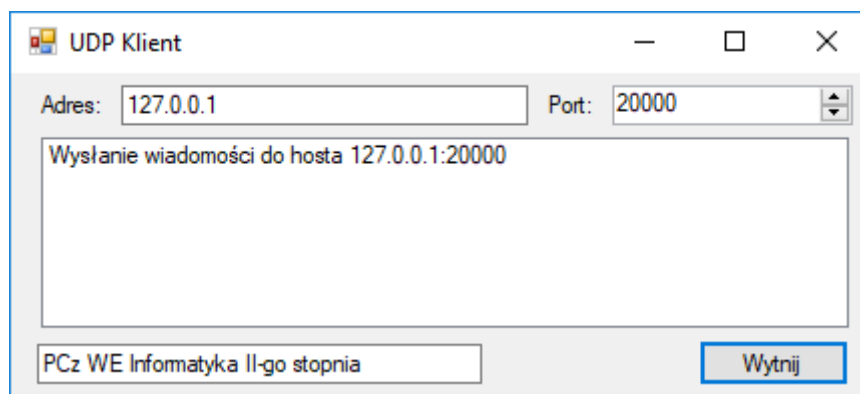 UDP Klient
Adres: 127.0.0.1 Port: 20000
Wysłanie wiadomości do hosta 127.0.0.1:20000
PCz WE Informatyka II-go stopnia Wytnij